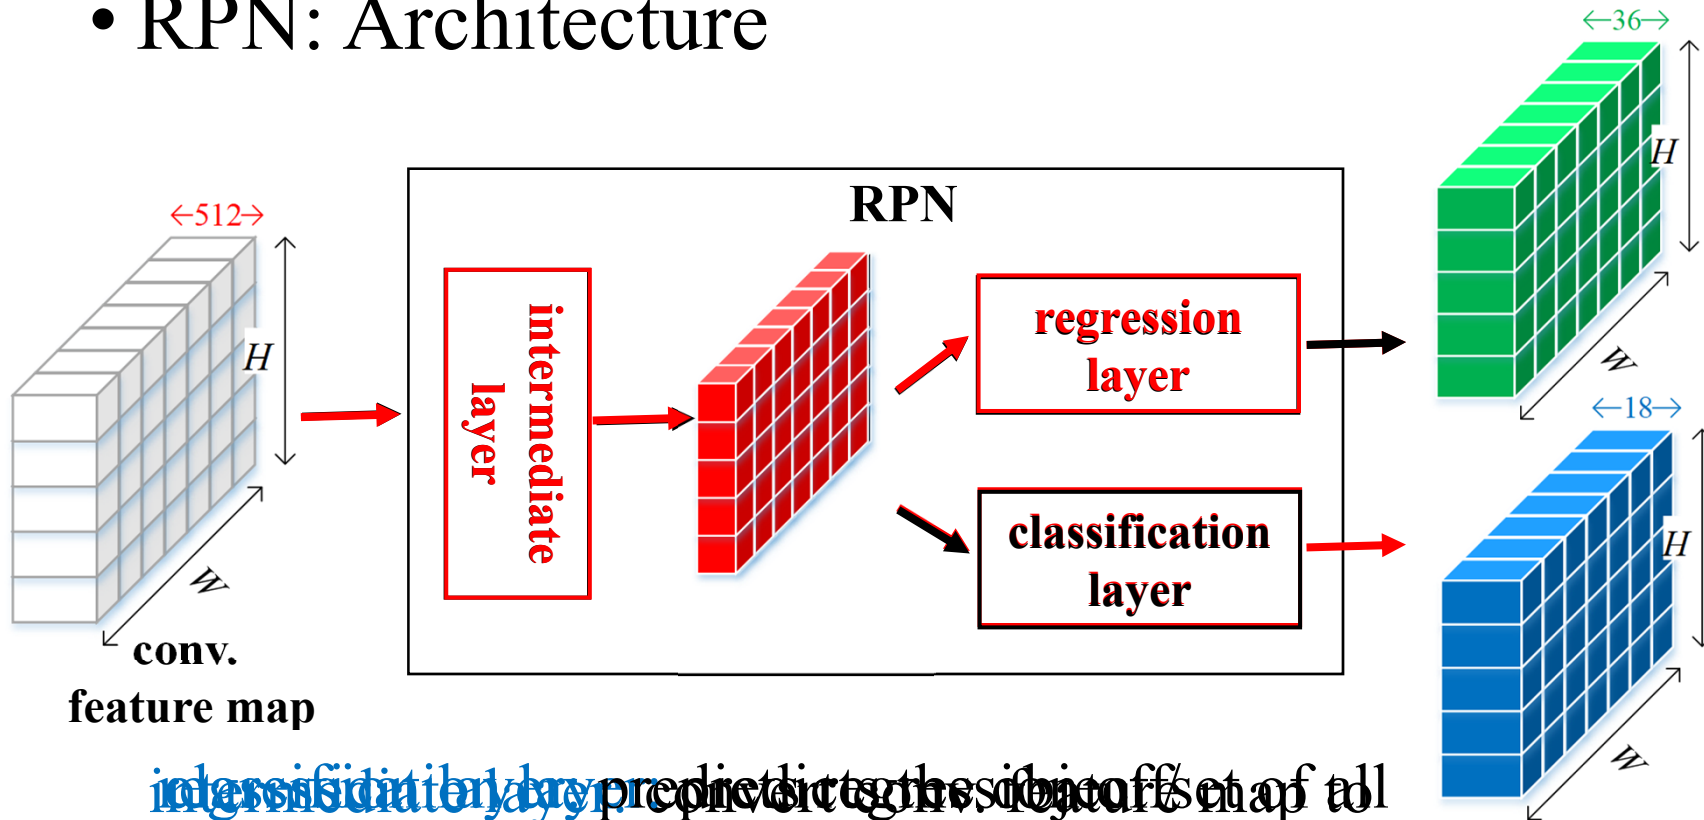 • RPN: Architecture
←36→
H
W
←512→
H
W
conv.
feature map
RPN
intermediate
layer
regression
layer
classification
layer
←18→
H
W